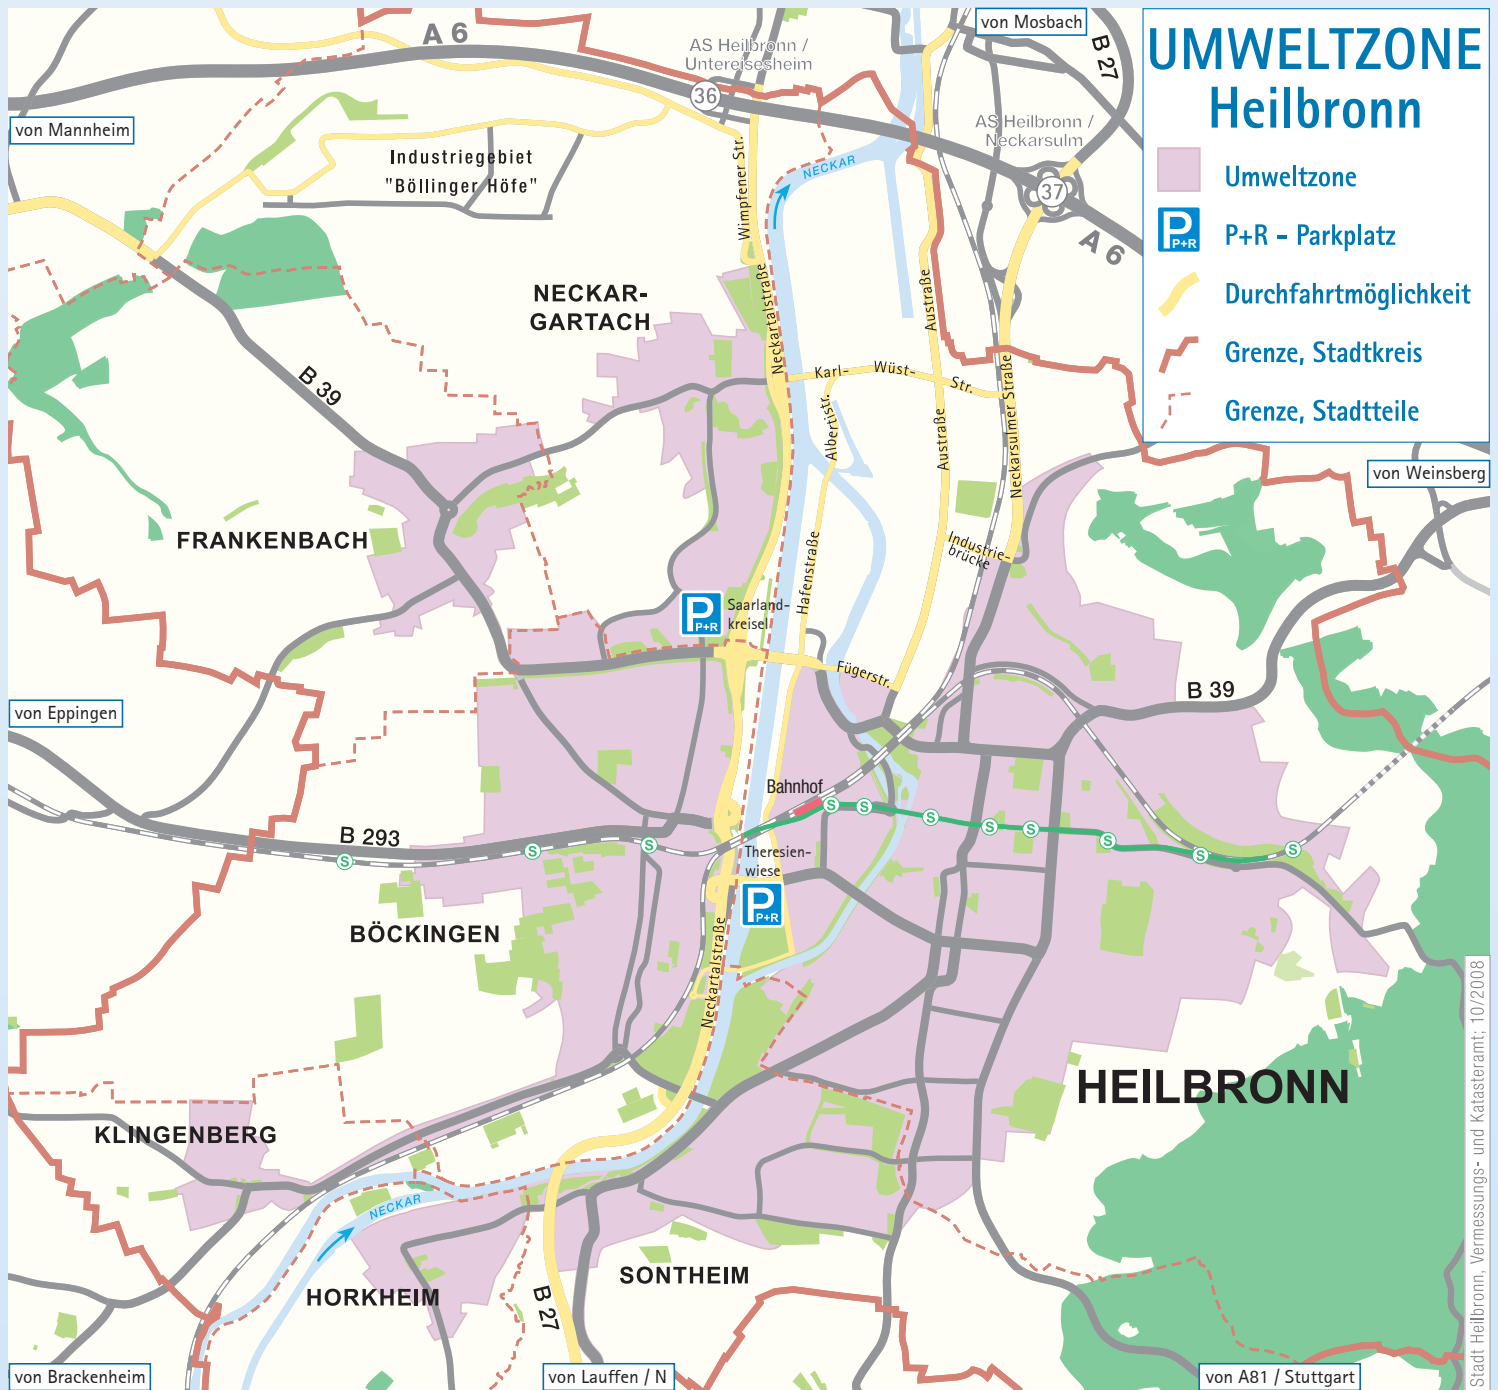 UMWELTZONE
Heilbronn
Umweltzone
P P+R
P+R - Parkplatz
Durchfahrtmöglichkeit
Grenze, Stadtkreis
Grenze, Stadtteile
von Mosbach
B 27
A 6
AS Heilbronn /
Untereisesheim
36
AS Heilbronn /
Neckarsulm
37
A 6
von Mannheim
Industriegebiet
"Böllinger Höfe"
Wimpfener Str.
NECKAR
NECKAR-
GARTACH
Neckartalstraße
Austraße
Karl-
Wüst-
Str.
Albertistr.
Austraße
Neckarsulmer Straße
B 39
von Weinsberg
FRANKENBACH
Industrie-
brücke
Hafenstraße
P P+R
Saarland-
kreisel
Fügerstr.
B 39
von Eppingen
Bahnhof
S
S
S
S
S
S
S
S
B 293
S
S
S
Theresien-
wiese
P P+R
BÖCKINGEN
Neckartalstraße
HEILBRONN
KLINGENBERG
NECKAR
HORKHEIM
SONTHEIM
B 27
von Brackenheim
von Lauffen / N
von A81 / Stuttgart
Stadt Heilbronn, Vermessungs- und Katasteramt; 10/2008